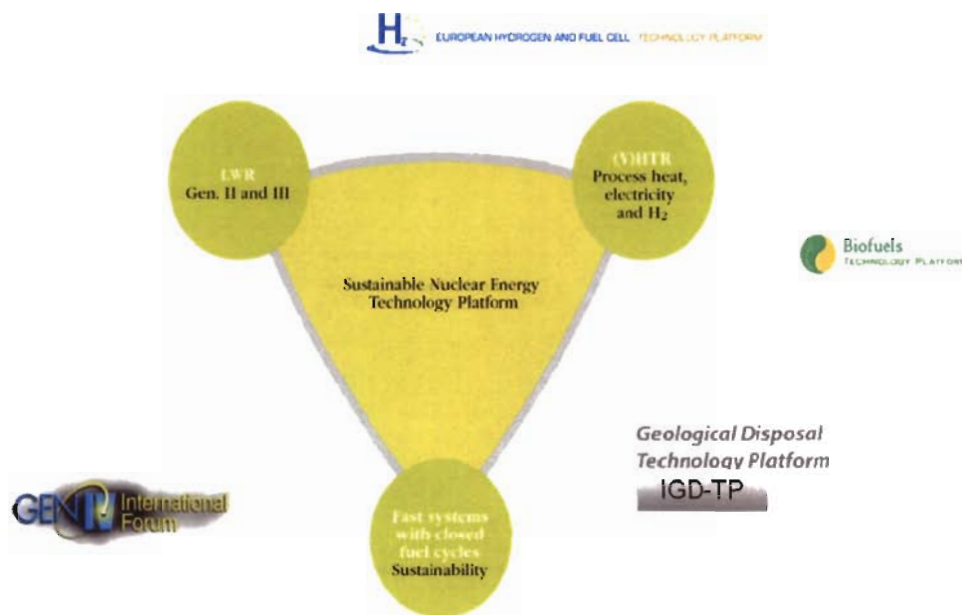 H2 EUROPEAN HYDROGEN AND FUEL CELL TECHNOLOGY PLATFORM
LWR
Gen. II and III
(V)HTR
Process heat,
electricity
and H2
Biofuels
TECHNOLOGY PLATFORM
Sustainable Nuclear Energy
Technology Platform
Geological Disposal
Technology Platform
IGD-TP
GEN IV International
Forum
Fast systems
with closed
fuel cycles
Sustainability